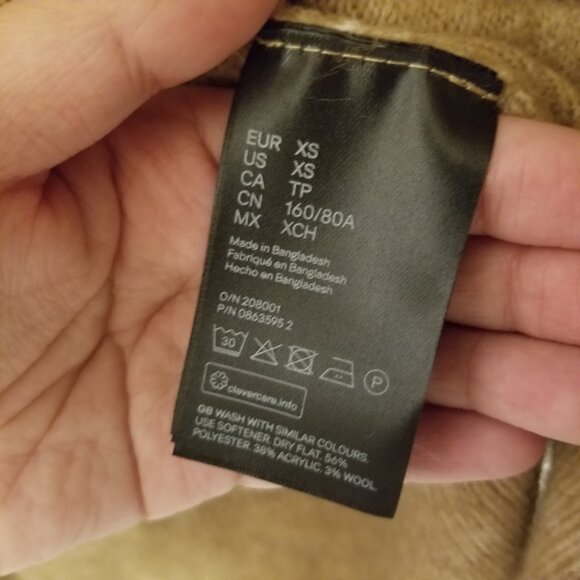 EUR XS
US XS
CA TP
CN 160/80A
MX XCH
Made in Bangladesh
Fabriqué en Bangladesh
Hecho en Bangladesh
O/N 208001
P/N 0863595 2
30 P
clevercare.info
GB WASH WITH SIMILAR COLOURS.
USE SOFTENER. DRY FLAT. 56%
POLYESTER. 38% ACRYLIC. 3% WOOL.